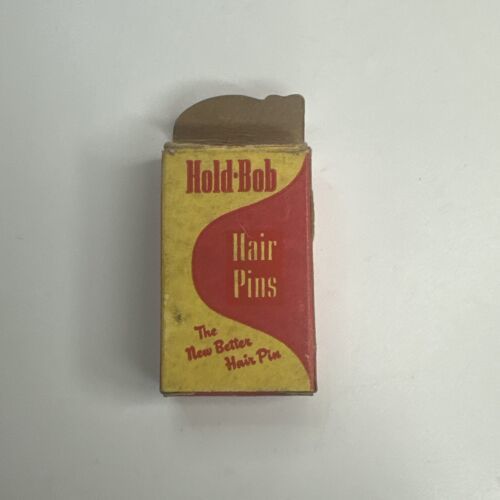 Hold·Bob
Hair
Pins
The
New Better
Hair Pin